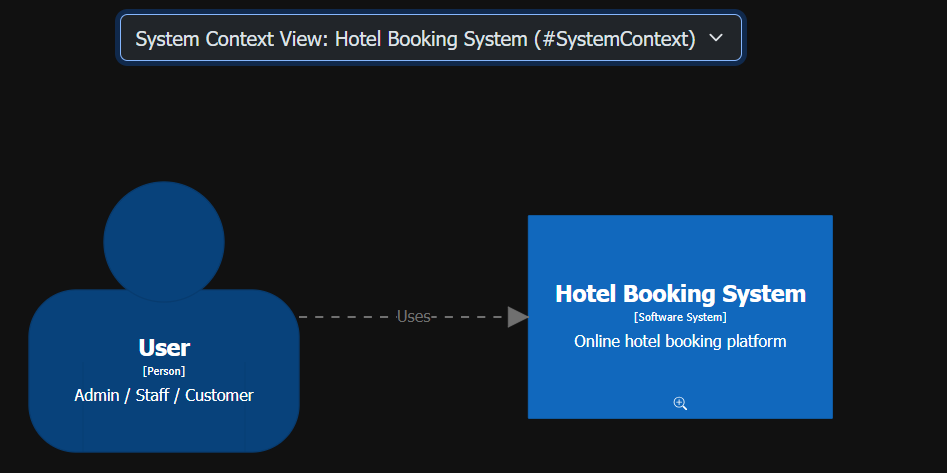 System Context View: Hotel Booking System (#SystemContext)
User
[Person]
Admin / Staff / Customer
Uses
Hotel Booking System
[Software System]
Online hotel booking platform